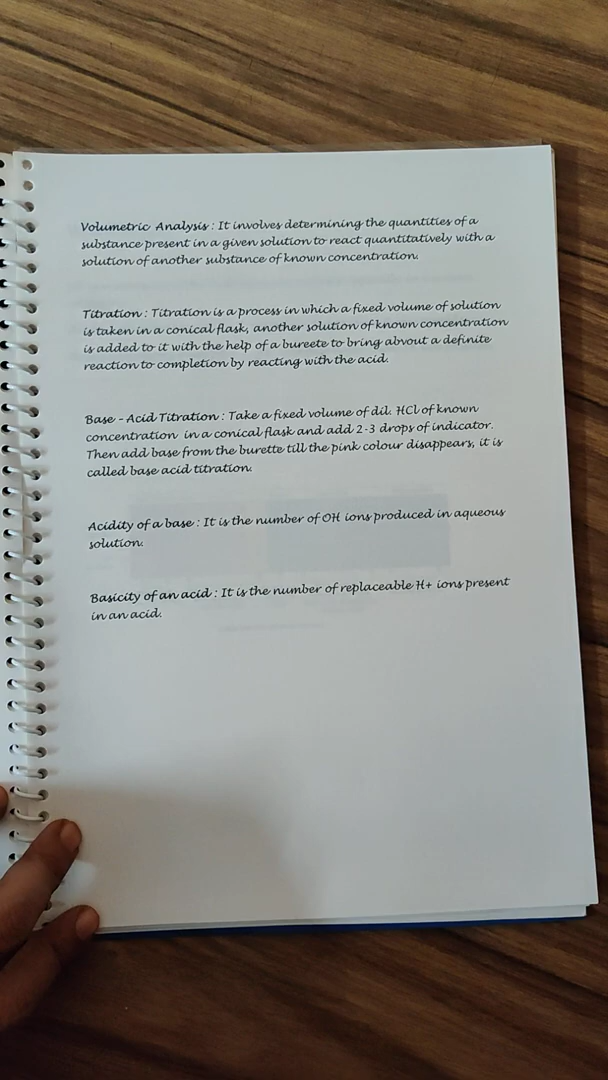 Volumetric Analysis : It involves determining the quantities of a
substance present in a given solution to react quantitatively with a
solution of another substance of known concentration.
Titration : Titration is a process in which a fixed volume of solution
is taken in a conical flask, another solution of known concentration
is added to it with the help of a bureete to bring abvout a definite
reaction to completion by reacting with the acid.
Base - Acid Titration : Take a fixed volume of dil. HCl of known
concentration in a conical flask and add 2-3 drops of indicator.
Then add base from the burette till the pink colour disappears, it is
called base acid titration.
Acidity of a base : It is the number of OH ions produced in aqueous
solution.
Basicity of an acid : It is the number of replaceable H+ ions present
in an acid.